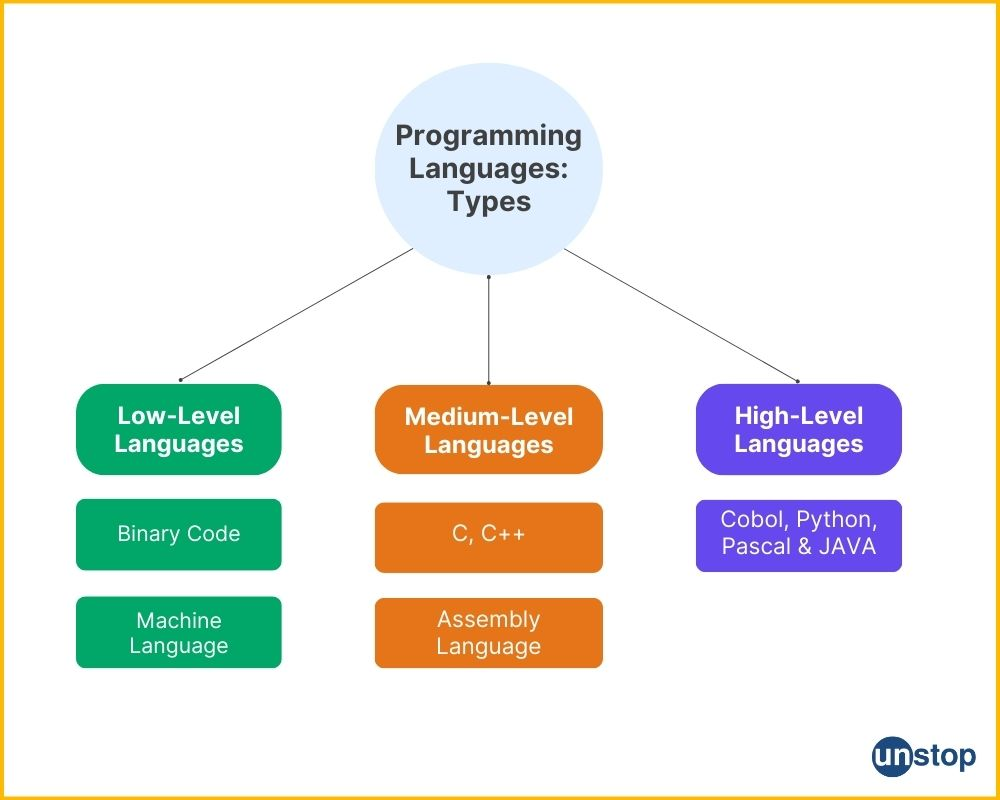 Programming
Languages:
Types
Low-Level
Languages
Medium-Level
Languages
High-Level
Languages
Binary Code
C, C++
Cobol, Python,
Pascal & JAVA
Machine
Language
Assembly
Language
unstop